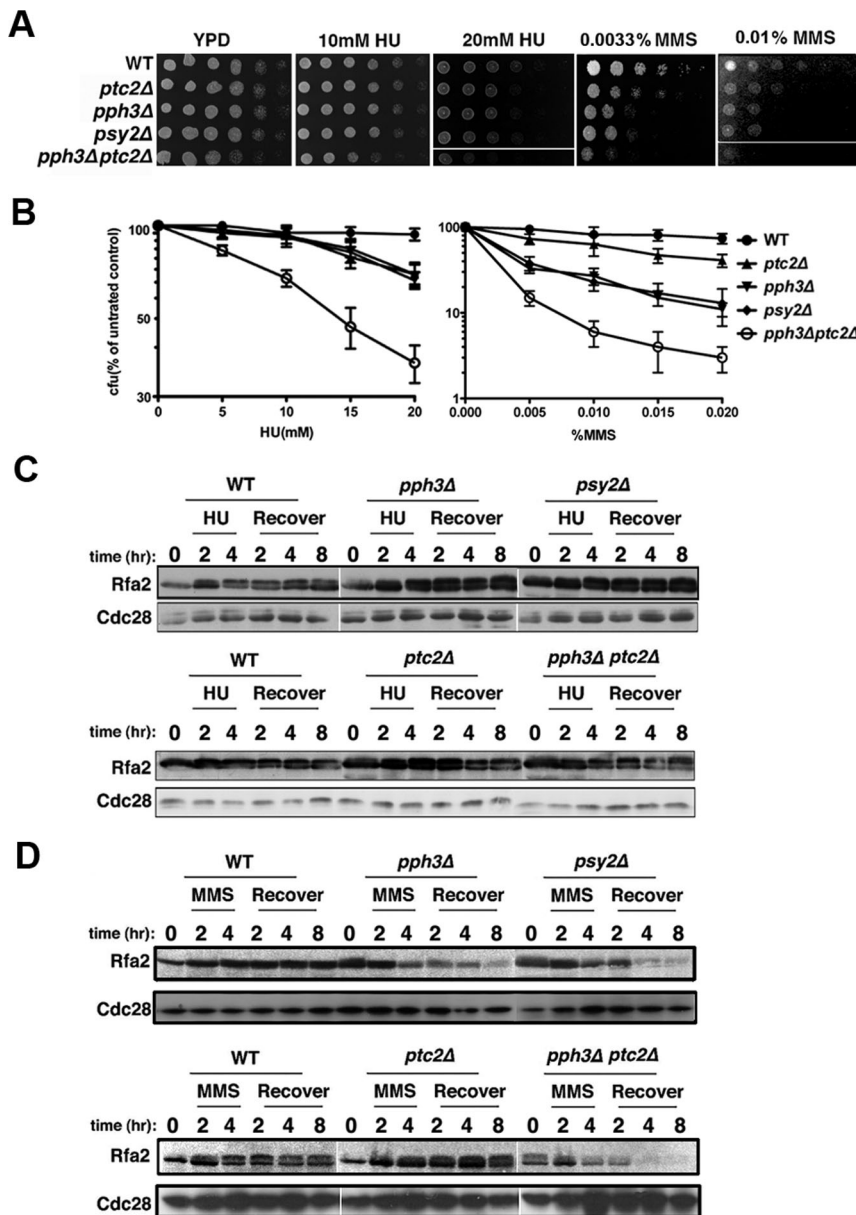 A
YPD 10mM HU 20mM HU 0.0033% MMS 0.01% MMS
WT
ptc2Δ
pph3Δ
psy2Δ
pph3Δptc2Δ
B
cfu(% of untrated control)
100
50
30
0 5 10 15 20
HU(mM)
100
10
1
0.000 0.005 0.010 0.015 0.020
%MMS
WT
ptc2Δ
pph3Δ
psy2Δ
pph3Δptc2Δ
C
WT pph3Δ psy2Δ
HU Recover HU Recover HU Recover
time (hr): 0 2 4 2 4 8 0 2 4 2 4 8 0 2 4 2 4 8
Rfa2
Cdc28
WT ptc2Δ pph3Δ ptc2Δ
HU Recover HU Recover HU Recover
time (hr): 0 2 4 2 4 8 0 2 4 2 4 8 0 2 4 2 4 8
Rfa2
Cdc28
D
WT pph3Δ psy2Δ
MMS Recover MMS Recover MMS Recover
time (hr): 0 2 4 2 4 8 0 2 4 2 4 8 0 2 4 2 4 8
Rfa2
Cdc28
WT ptc2Δ pph3Δ ptc2Δ
MMS Recover MMS Recover MMS Recover
time (hr): 0 2 4 2 4 8 0 2 4 2 4 8 0 2 4 2 4 8
Rfa2
Cdc28